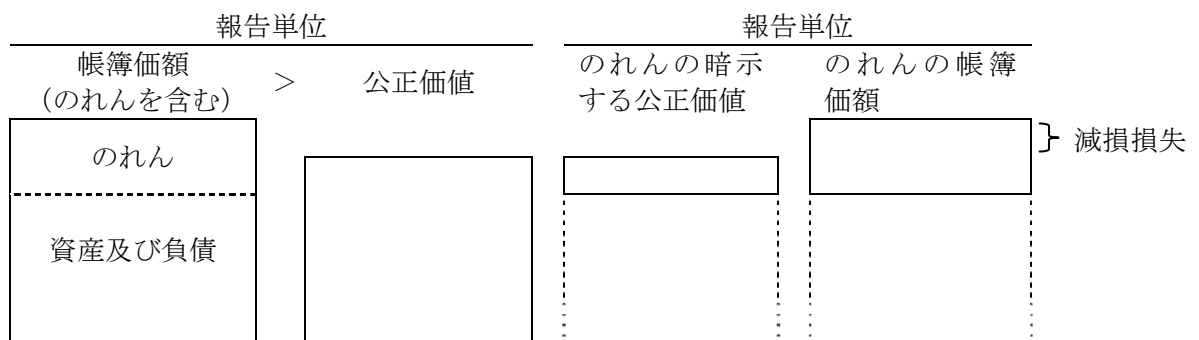 報告単位
報告単位
帳簿価額
(のれんを含む)
>
公正価値
のれんの暗示
する公正価値
のれんの帳簿
価額
のれん
減損損失
資産及び負債